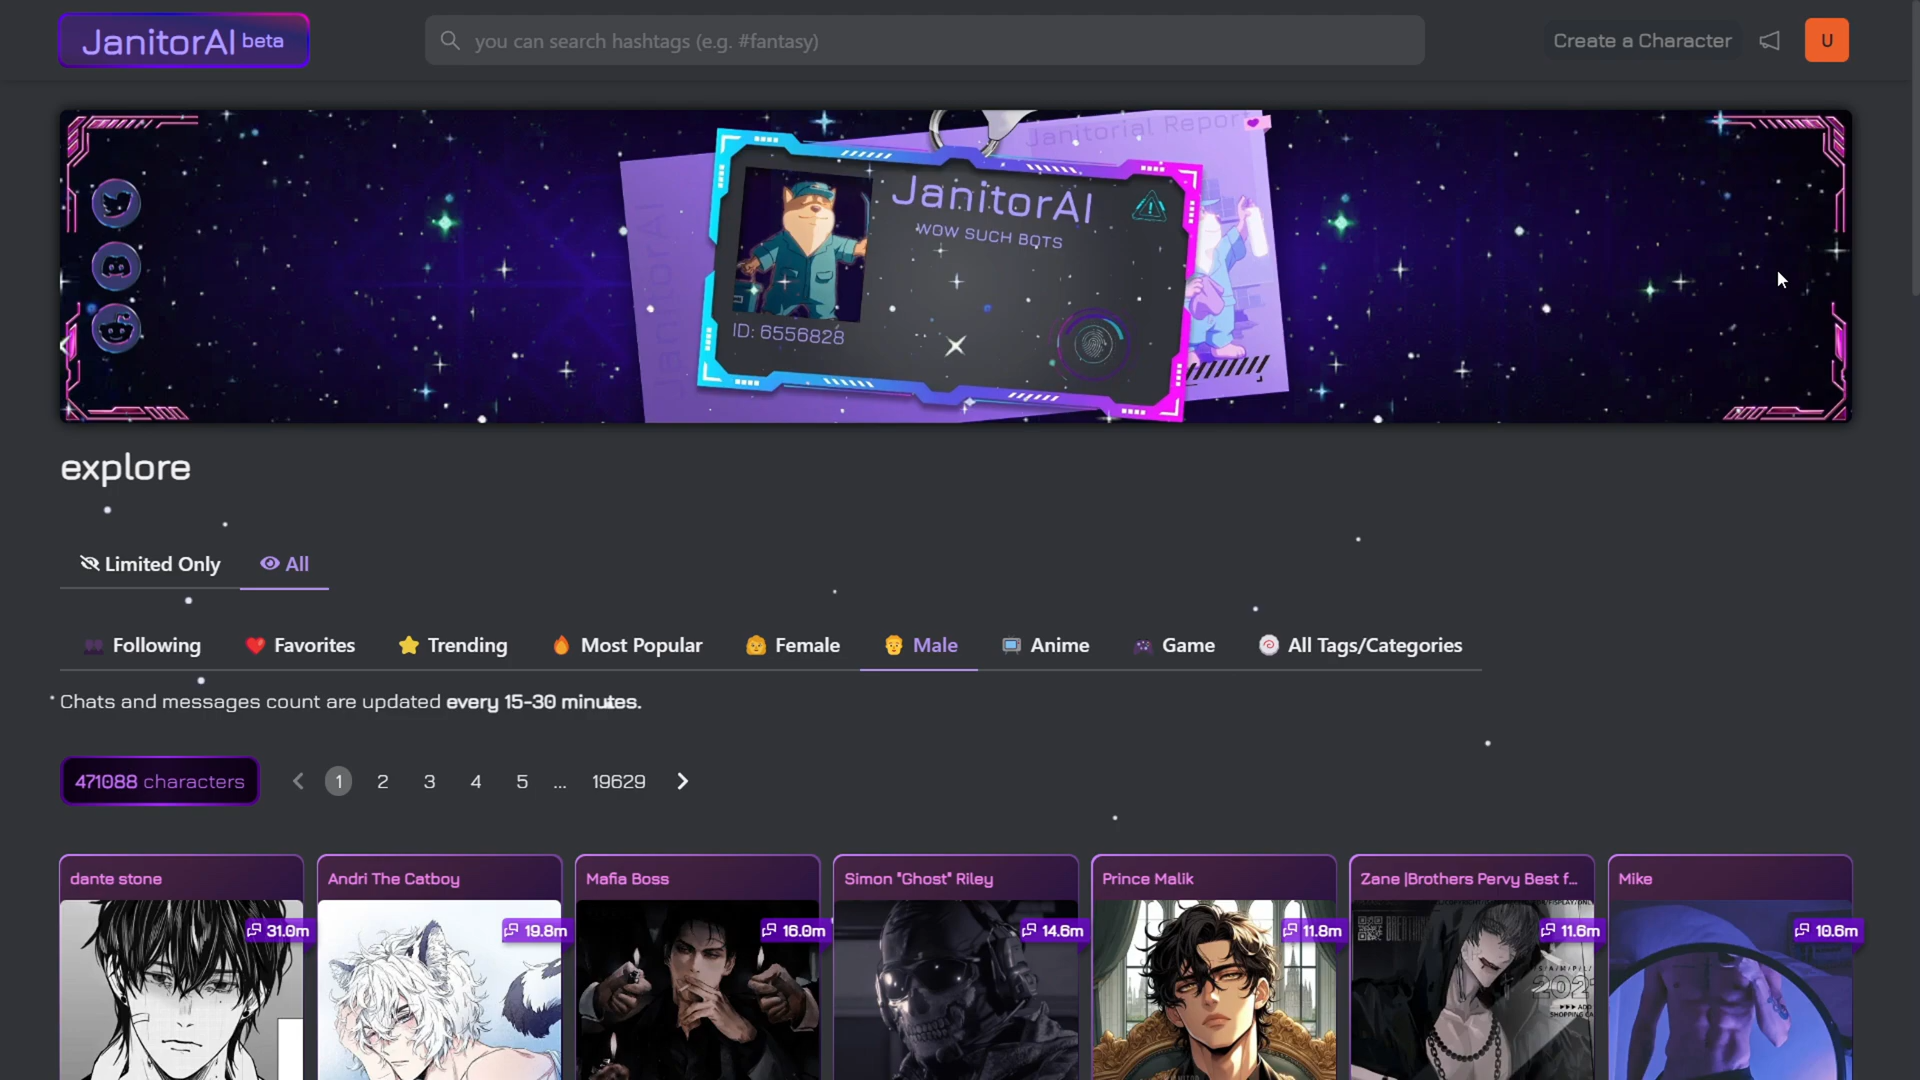 JanitorAI beta
you can search hashtags (e.g. #fantasy)
Create a Character
U
Janitorial Report
JanitorAI
JanitorAI
WOW SUCH BOTS
ID: 6556828
explore
Limited Only
All
Following
Favorites
Trending
Most Popular
Female
Male
Anime
Game
All Tags/Categories
Chats and messages count are updated every 15-30 minutes.
471088 characters
1 2 3 4 5 ... 19629
dante stone
Andri The Catboy
Mafia Boss
Simon "Ghost" Riley
Prince Malik
Zane |Brothers Pervy Best f...
Mike
31.0m
19.8m
16.0m
14.6m
11.8m
11.6m
10.6m